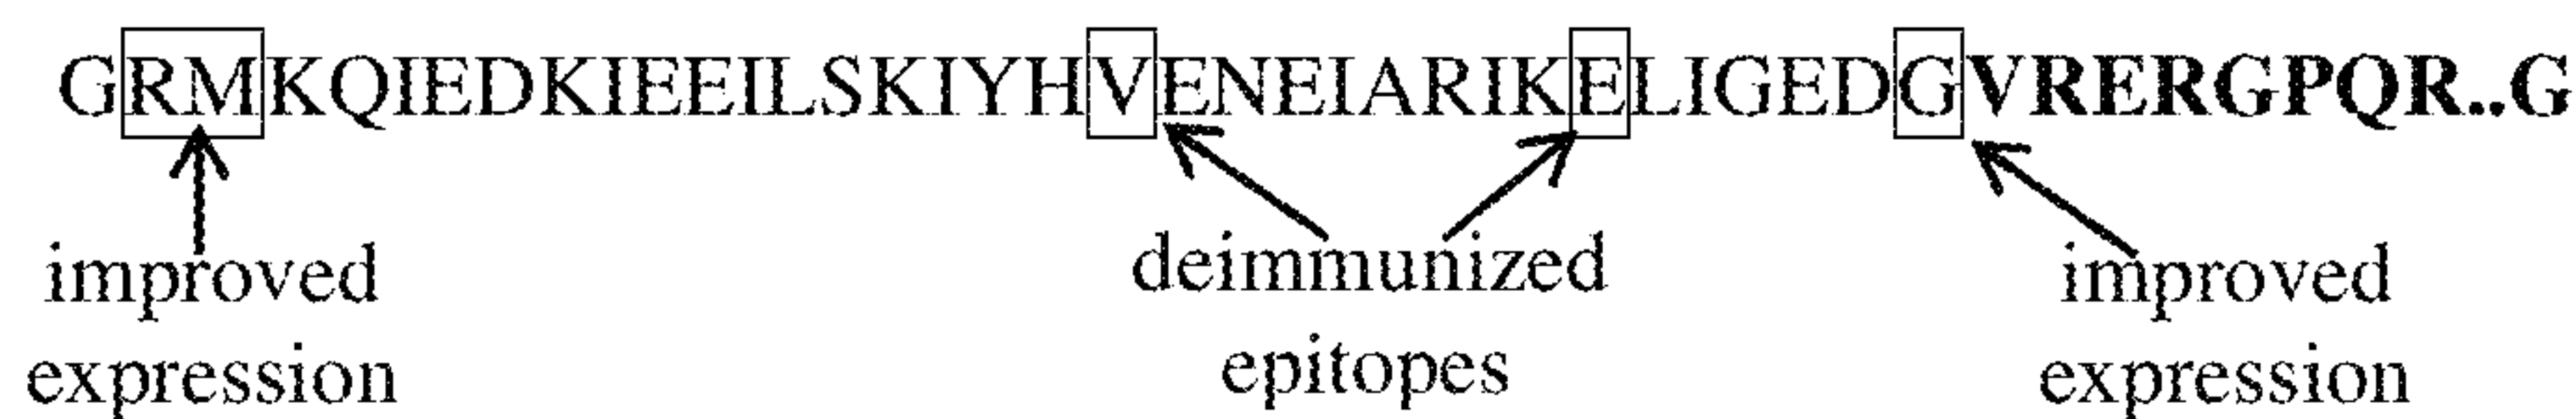 GRMKQIEDKIEEILSKIYHVENEIARIKELIGEDGVRERGPQR..G
improved deimmunized improved
expression epitopes expression